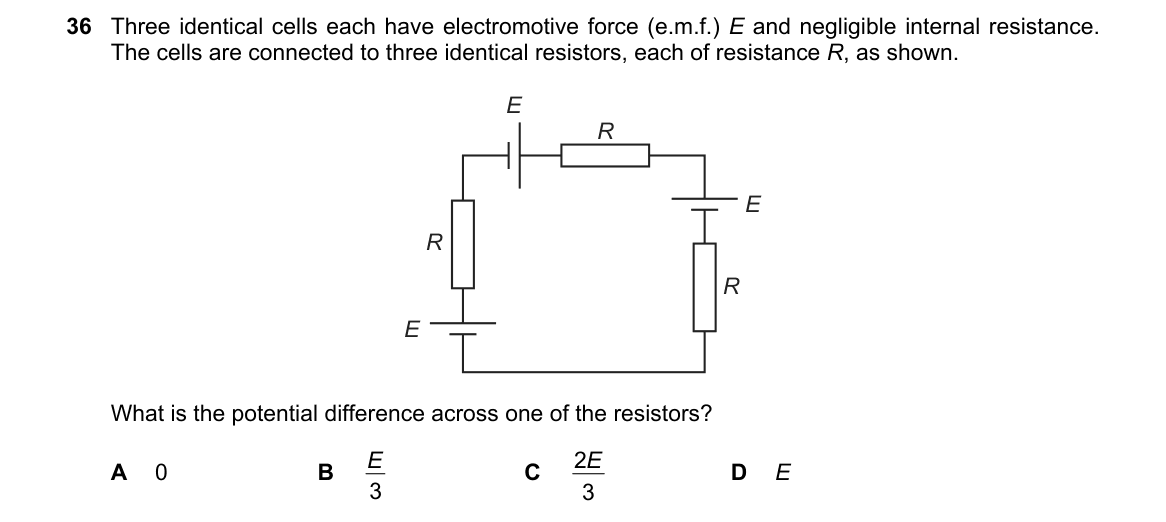 36 Three identical cells each have electromotive force (e.m.f.) E and negligible internal resistance.
The cells are connected to three identical resistors, each of resistance R, as shown.
E
R
E
R
R
E
What is the potential difference across one of the resistors?
A 0 B E/3 C 2E/3 D E